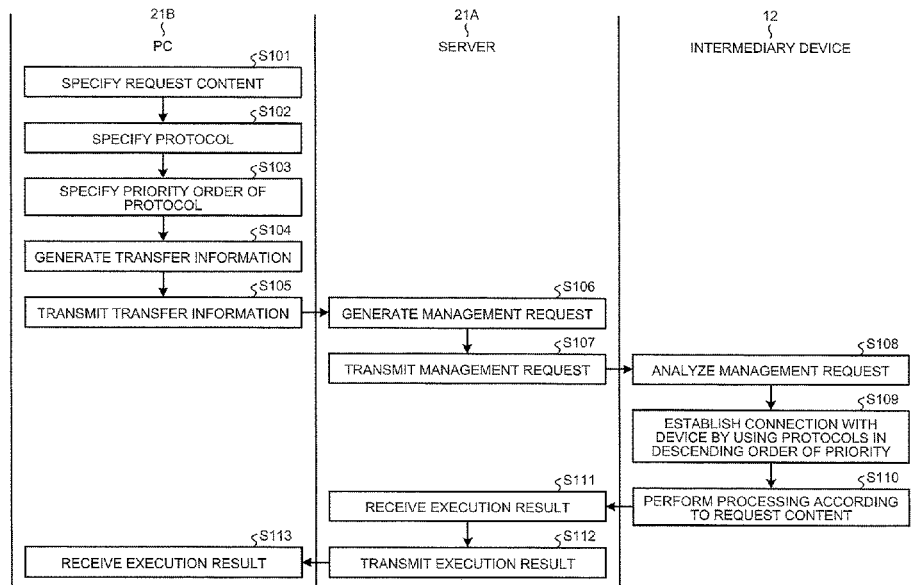 21B
PC
21A
SERVER
12
INTERMEDIARY DEVICE
S101
SPECIFY REQUEST CONTENT
S102
SPECIFY PROTOCOL
S103
SPECIFY PRIORITY ORDER OF
PROTOCOL
S104
GENERATE TRANSFER INFORMATION
S105
TRANSMIT TRANSFER INFORMATION
S106
GENERATE MANAGEMENT REQUEST
S107
TRANSMIT MANAGEMENT REQUEST
S108
ANALYZE MANAGEMENT REQUEST
S109
ESTABLISH CONNECTION WITH
DEVICE BY USING PROTOCOLS IN
DESCENDING ORDER OF PRIORITY
S110
PERFORM PROCESSING ACCORDING
TO REQUEST CONTENT
S111
RECEIVE EXECUTION RESULT
S112
TRANSMIT EXECUTION RESULT
S113
RECEIVE EXECUTION RESULT